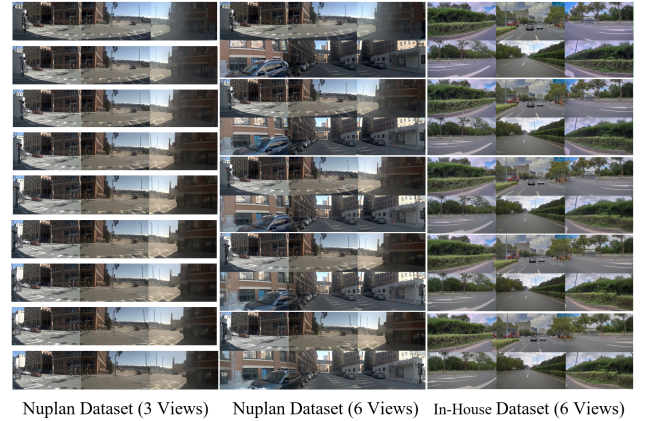 Nuplan Dataset (3 Views)
Nuplan Dataset (6 Views)
In-House Dataset (6 Views)